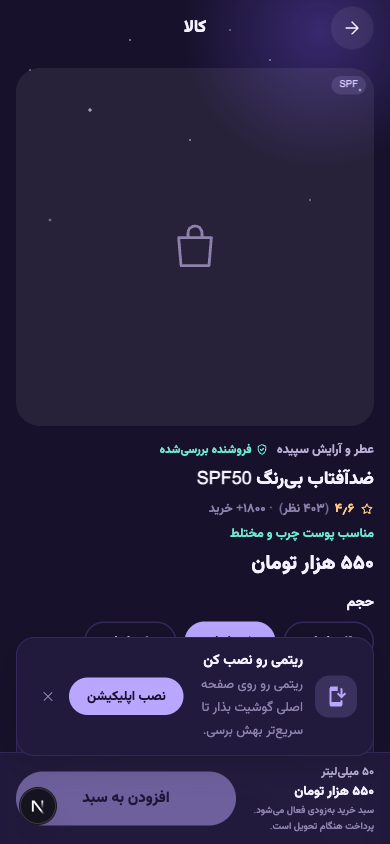 کالا
SPF
عطر و آرایش سپیده فروشنده بررسی‌شده
ضدآفتاب بی‌رنگ SPF50
۴٫۶ (۴۰۳ نظر) · ۱۸۰۰+ خرید
مناسب پوست چرب و مختلط
۵۵۰ هزار تومان
حجم
ریتمی رو نصب کن
ریتمی رو روی صفحه
اصلی گوشیت بذار تا
سریع‌تر بهش برسی.
نصب اپلیکیشن
۵۰ میلی‌لیتر
۵۵۰ هزار تومان
سبد خرید به‌زودی فعال می‌شود.
پرداخت هنگام تحویل است.
افزودن به سبد
N